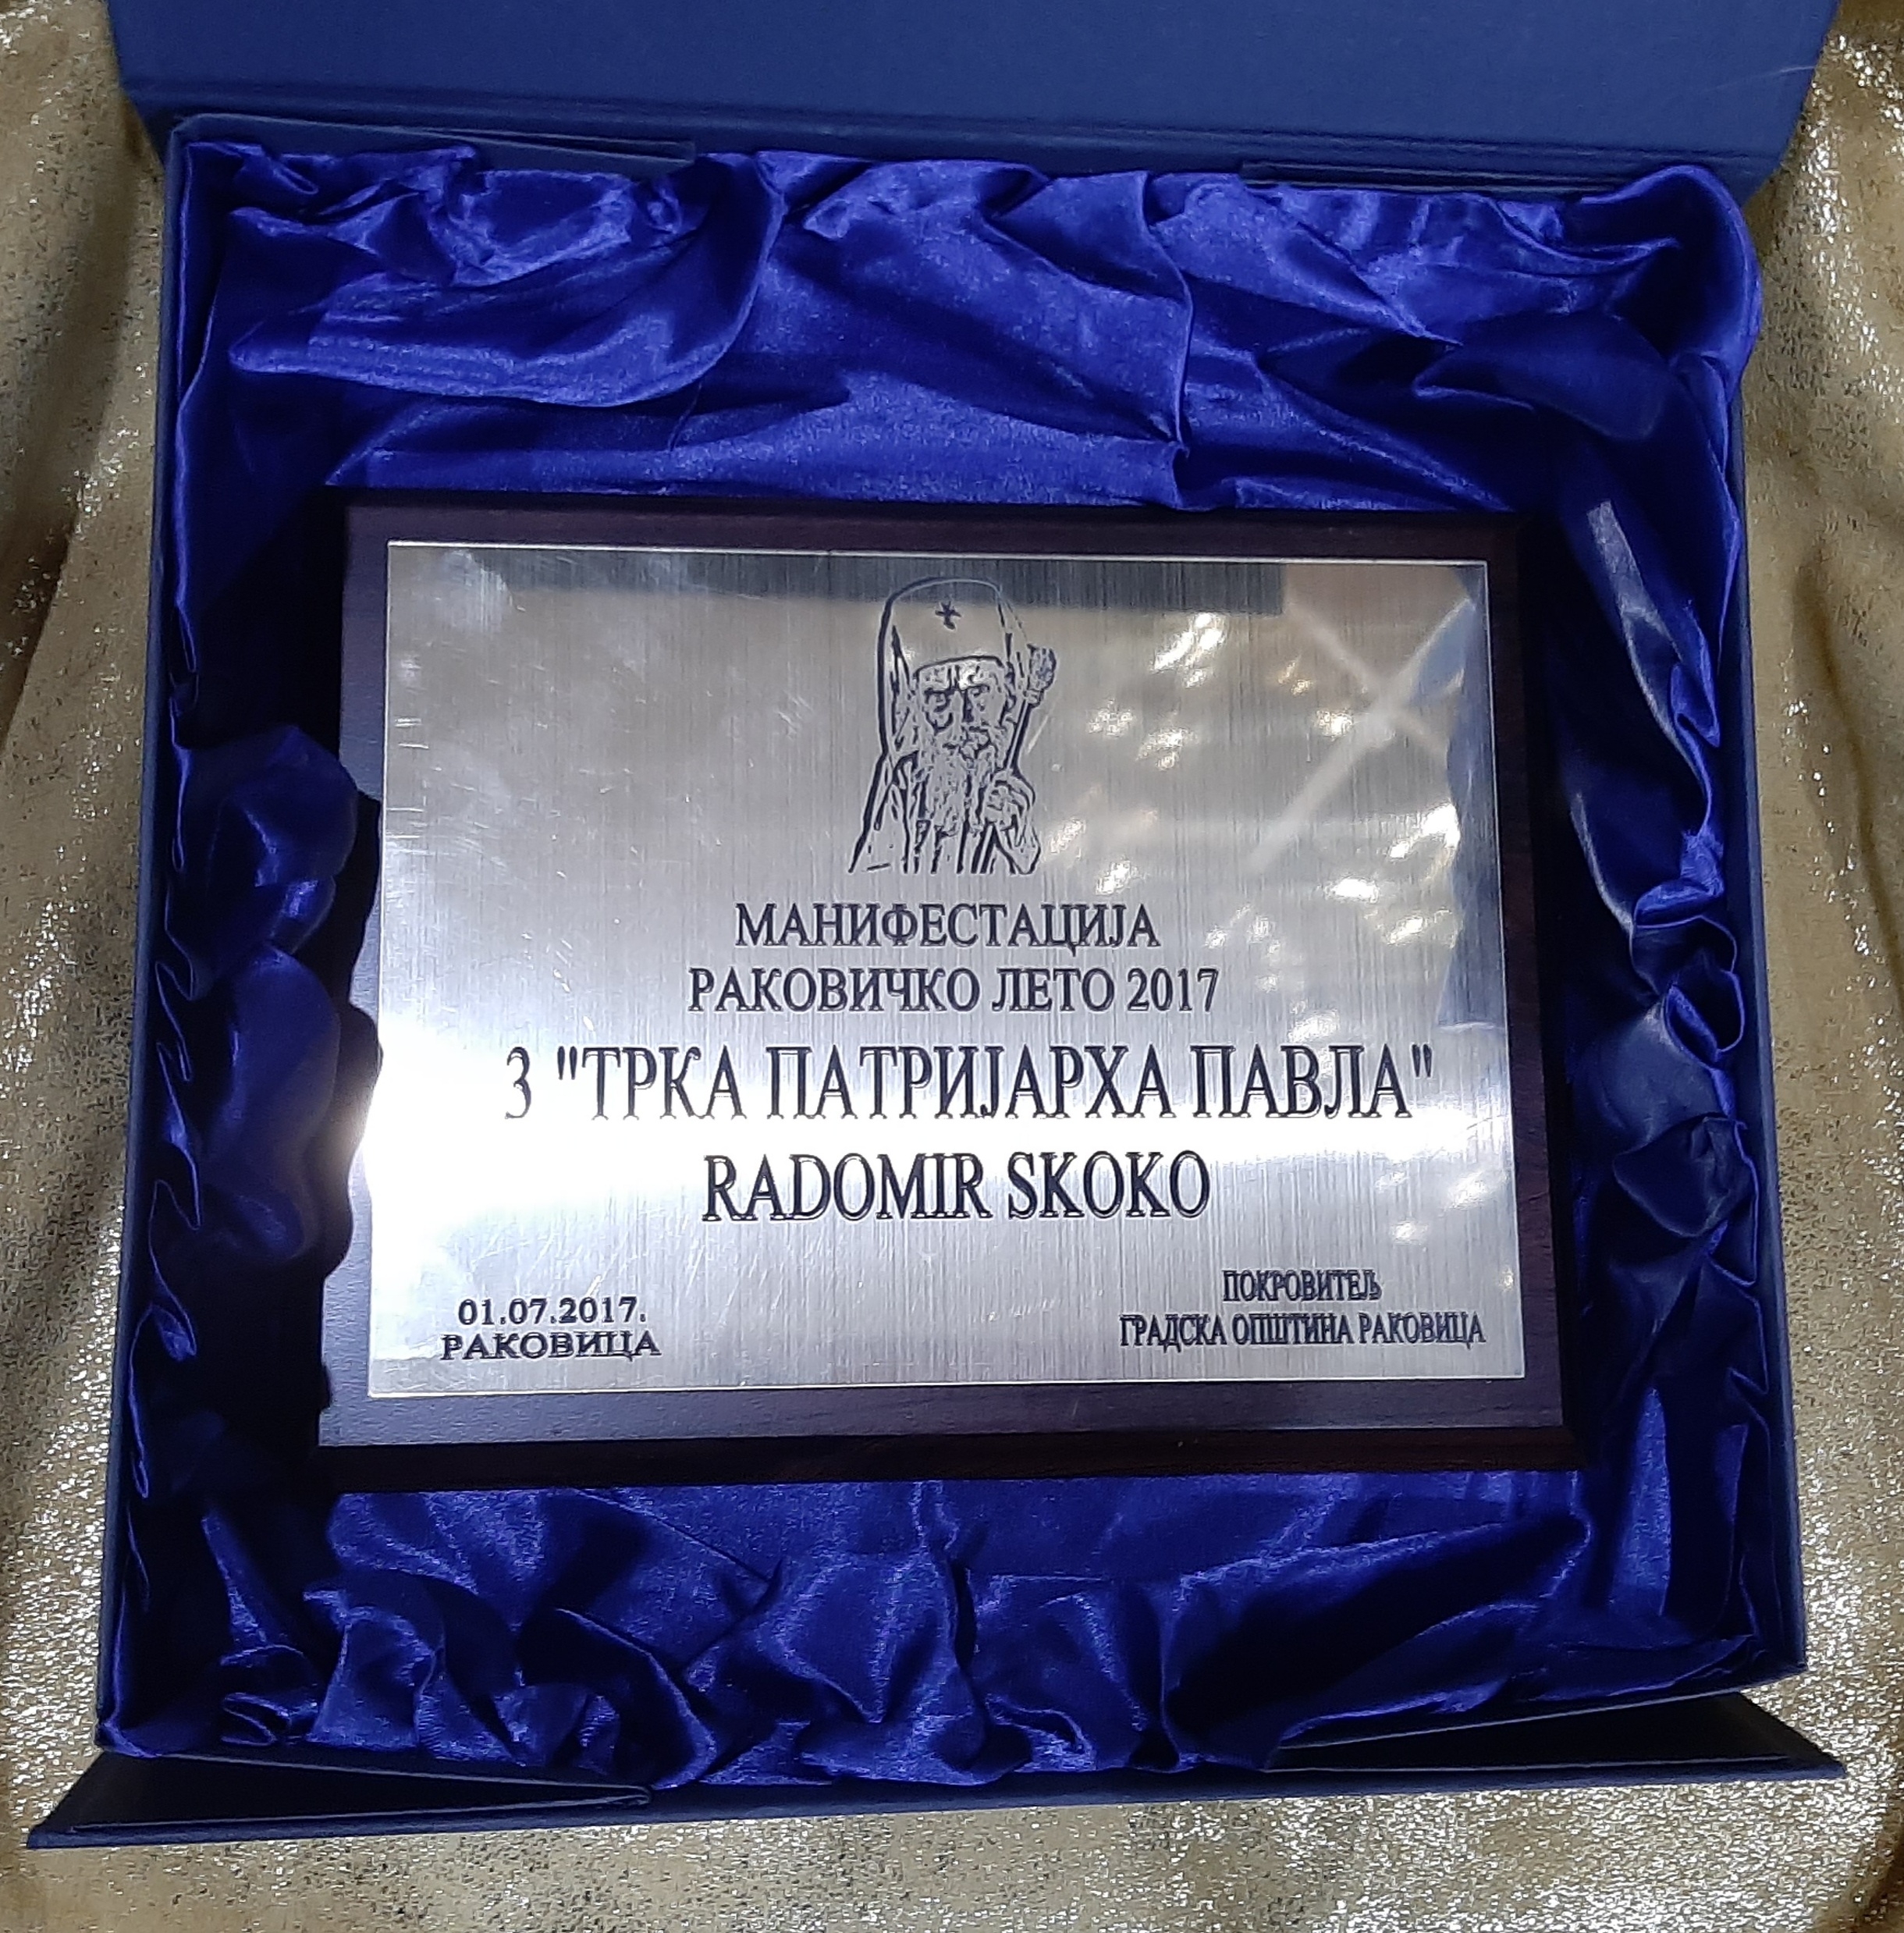 МАНИФЕСТАЦИЈА
РАКОВИЧКО ЛЕТО 2017
3 "ТРКА ПАТРИЈАРХА ПАВЛА"
RADOMIR SKOKO
01.07.2017.
РАКОВИЦА
ПОКРОВИТЕЉ
ГРАДСКА ОПШТИНА РАКОВИЦА